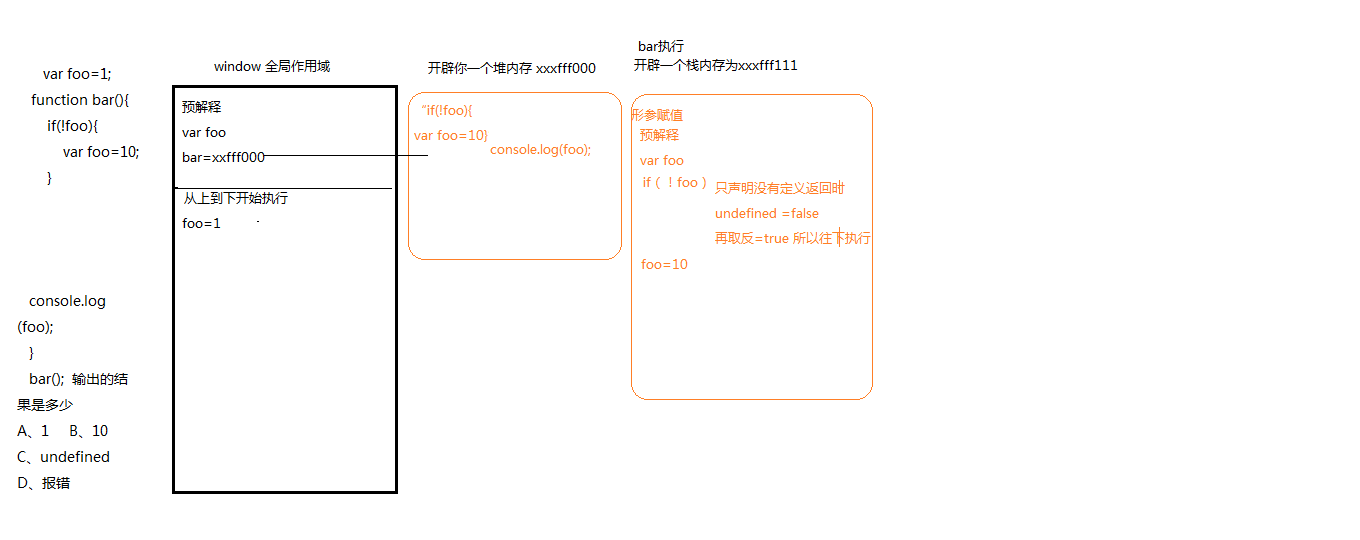 var foo=1;
function bar(){
if(!foo){
var foo=10;
}
console.log
(foo);
}
bar(); 输出的结
果是多少
A、1 B、10
C、undefined
D、报错
window 全局作用域
预解释
var foo
bar=xxfff000
从上到下开始执行
foo=1
开辟你一个堆内存 xxxfff000
“if(!foo){
var foo=10}
console.log(foo);
bar执行
开辟一个栈内存为xxxfff111
形参赋值
预解释
var foo
if（！foo）
只声明没有定义返回时
undefined =false
再取反=true 所以往下执行
foo=10